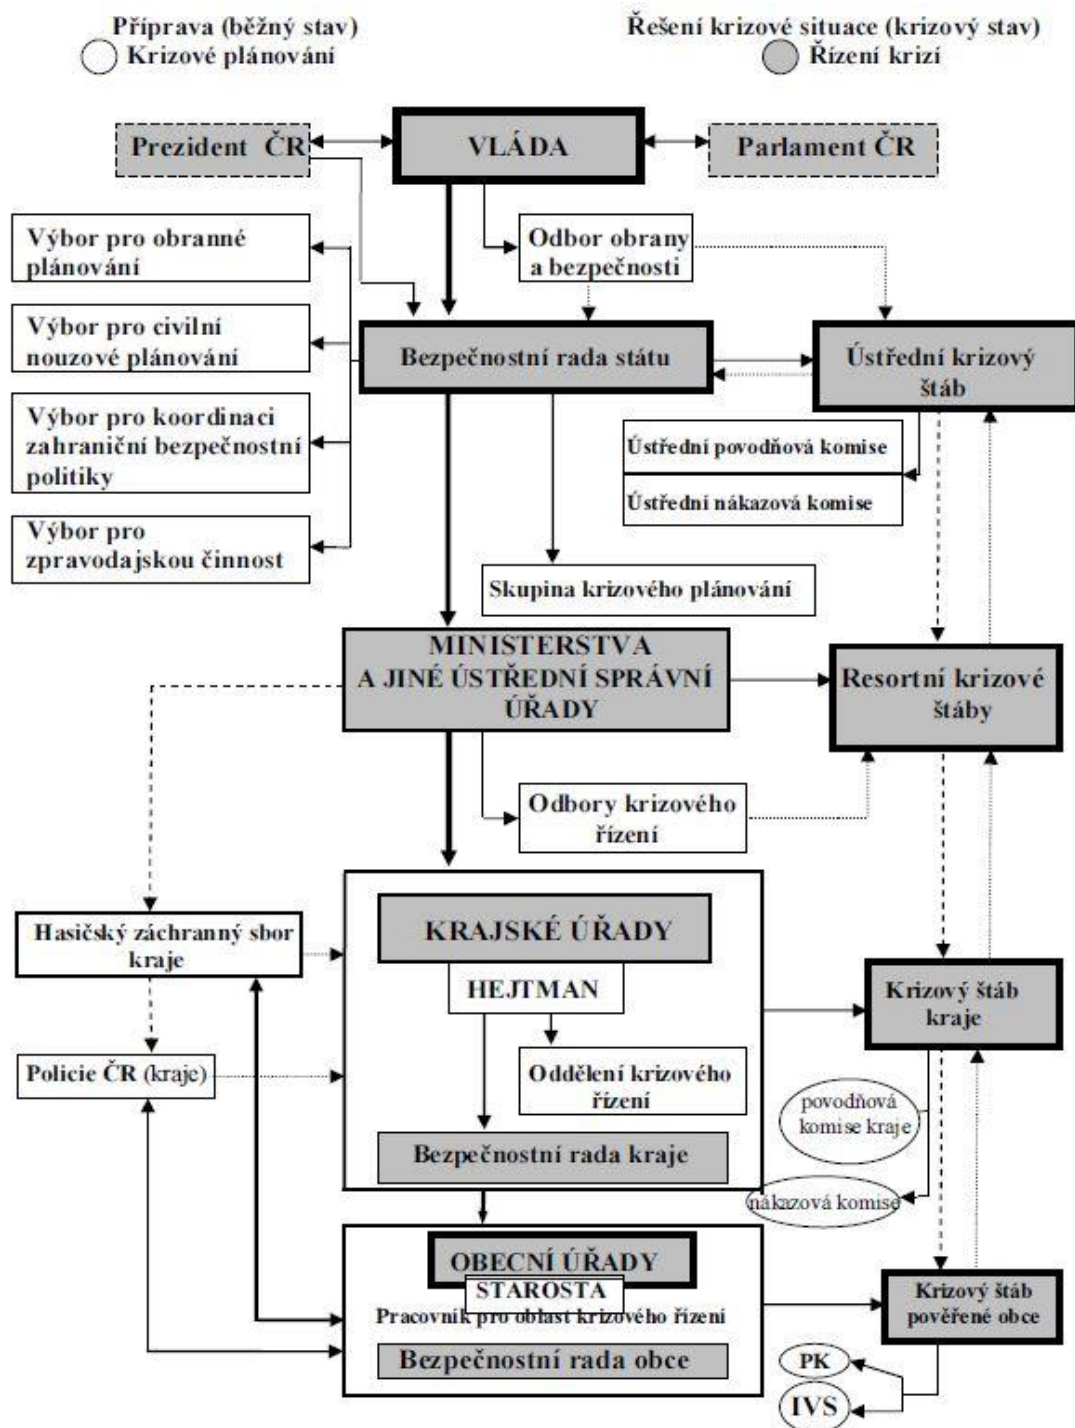 Příprava (běžný stav)
Krizové plánování
Řešení krizové situace (krizový stav)
Řízení krizí
Prezident ČR
VLÁDA
Parlament ČR
Výbor pro obranné
plánování
Odbor obrany
a bezpečnosti
Výbor pro civilní
nouzové plánování
Bezpečnostní rada státu
Ústřední krizový
štáb
Výbor pro koordinaci
zahraniční bezpečnostní
politiky
Ústřední povodňová komise
Ústřední nákazová komise
Výbor pro
zpravodajskou činnost
Skupina krizového plánování
MINISTERSTVA
A JINÉ ÚSTŘEDNÍ SPRÁVNÍ
ÚŘADY
Resortní krizové
štáby
Odbory krizového
řízení
Hasičský záchranný sbor
kraje
KRAJSKÉ ÚŘADY
HEJTMAN
Krizový štáb
kraje
Policie ČR (kraje)
Oddělení krizového
řízení
povodňová
komise kraje
Bezpečnostní rada kraje
nákazová komise
OBECNÍ ÚŘADY
STAROSTA
Pracovník pro oblast krizového řízení
Bezpečnostní rada obce
Krizový štáb
pověřené obce
PK
IVS